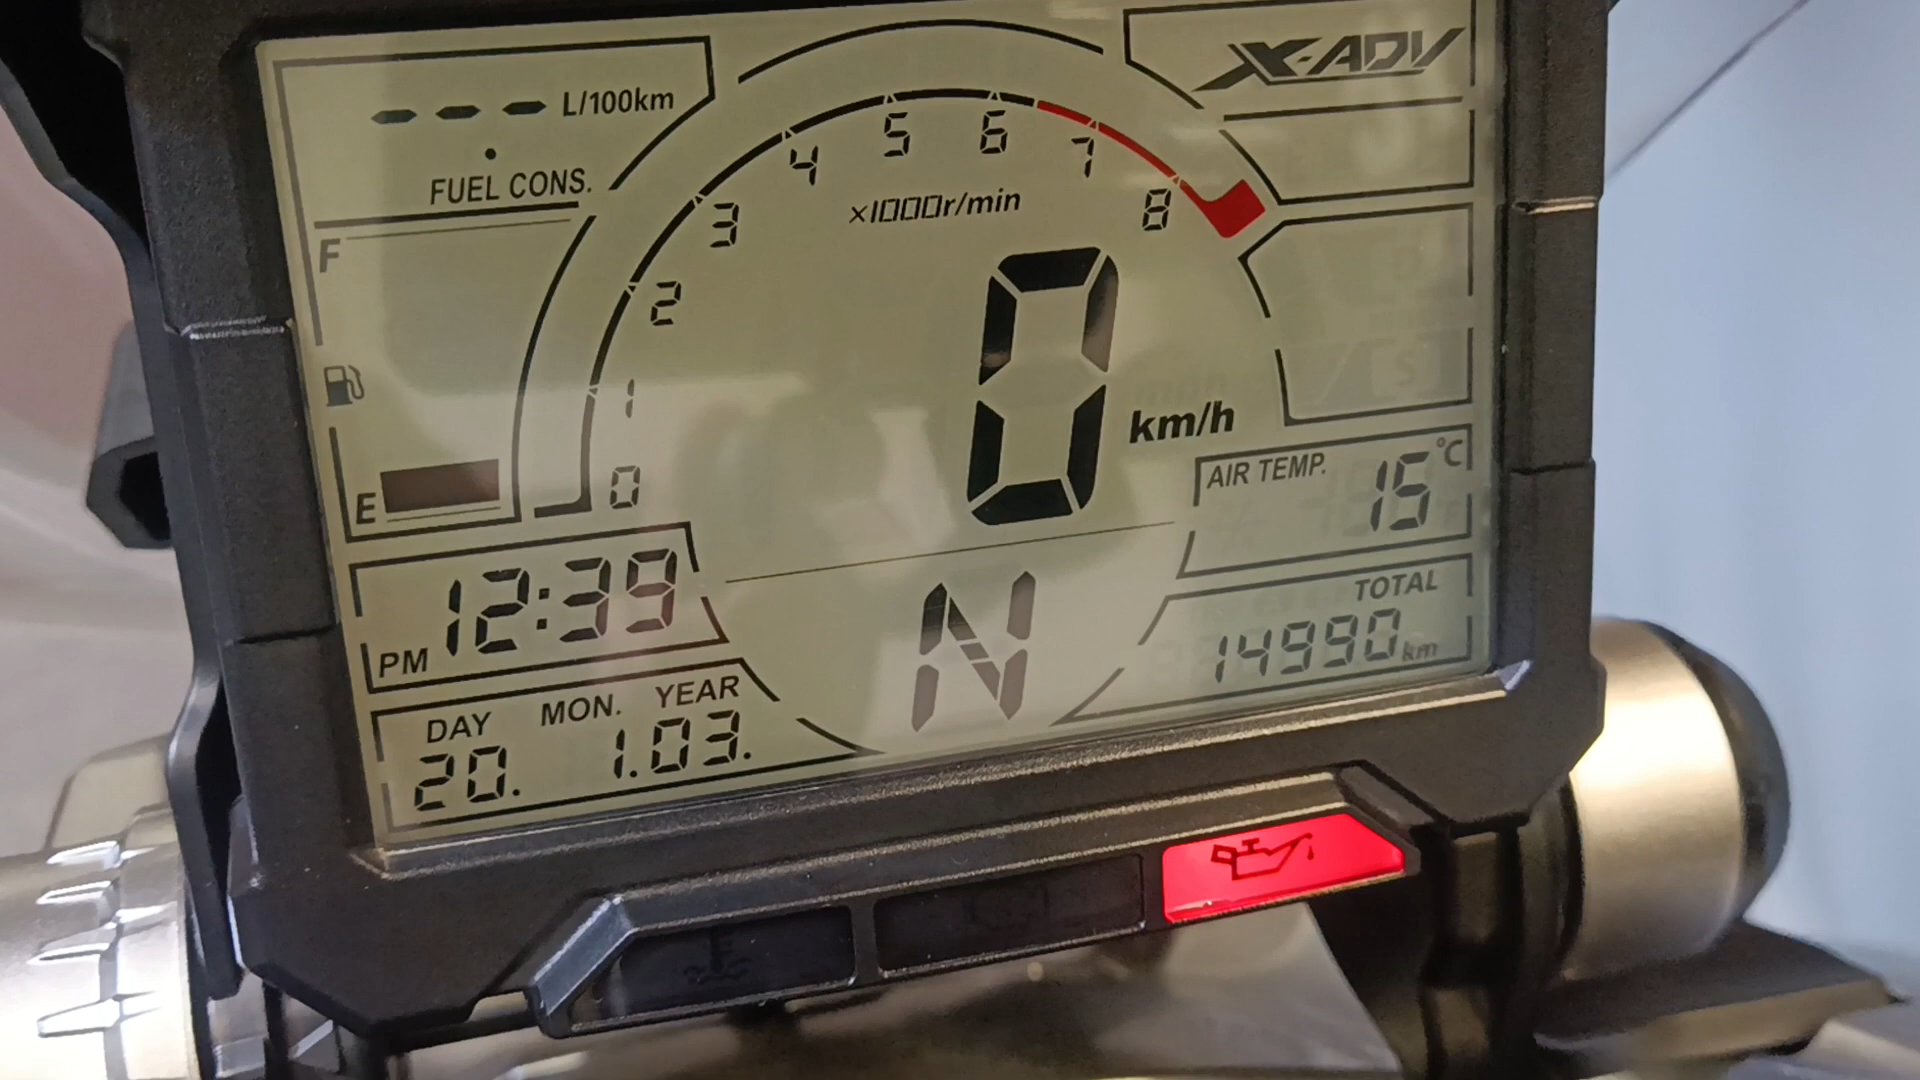 --- L/100km
X-ADV
FUEL CONS.
F
E
0
1
2
3
4
5
6
7
8
×1000r/min
0 km/h
AIR TEMP. 15 °C
PM 12:39
N
TOTAL
14990 km
DAY MON. YEAR
20. 1.03.